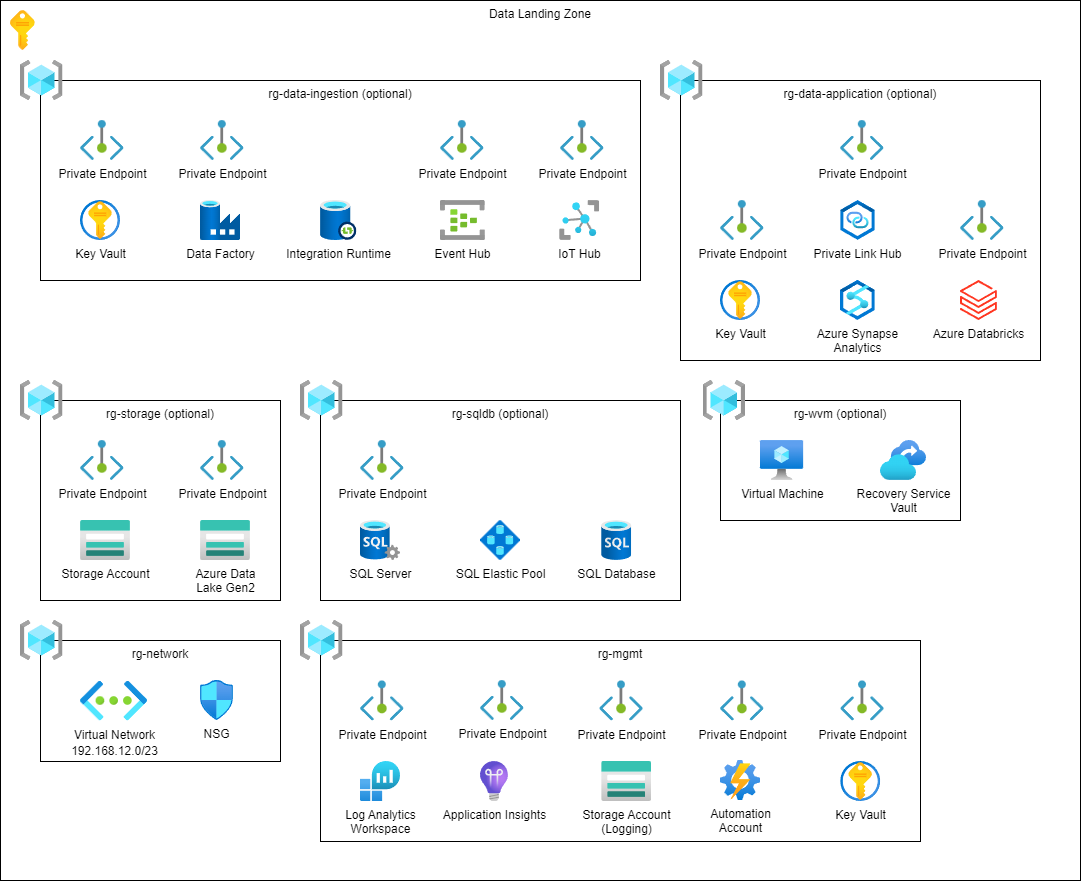 Data Landing Zone
rg-data-ingestion (optional)
Private Endpoint
Private Endpoint
Private Endpoint
Private Endpoint
Key Vault
Data Factory
Integration Runtime
Event Hub
IoT Hub
rg-data-application (optional)
Private Endpoint
Private Endpoint
Private Link Hub
Private Endpoint
Key Vault
Azure Synapse
Analytics
Azure Databricks
rg-storage (optional)
Private Endpoint
Private Endpoint
Storage Account
Azure Data
Lake Gen2
rg-sqldb (optional)
Private Endpoint
SQL
SQL Server
SQL Elastic Pool
SQL
SQL Database
rg-wvm (optional)
Virtual Machine
Recovery Service
Vault
rg-network
Virtual Network
192.168.12.0/23
NSG
rg-mgmt
Private Endpoint
Private Endpoint
Private Endpoint
Private Endpoint
Private Endpoint
Log Analytics
Workspace
Application Insights
Storage Account
(Logging)
Automation
Account
Key Vault